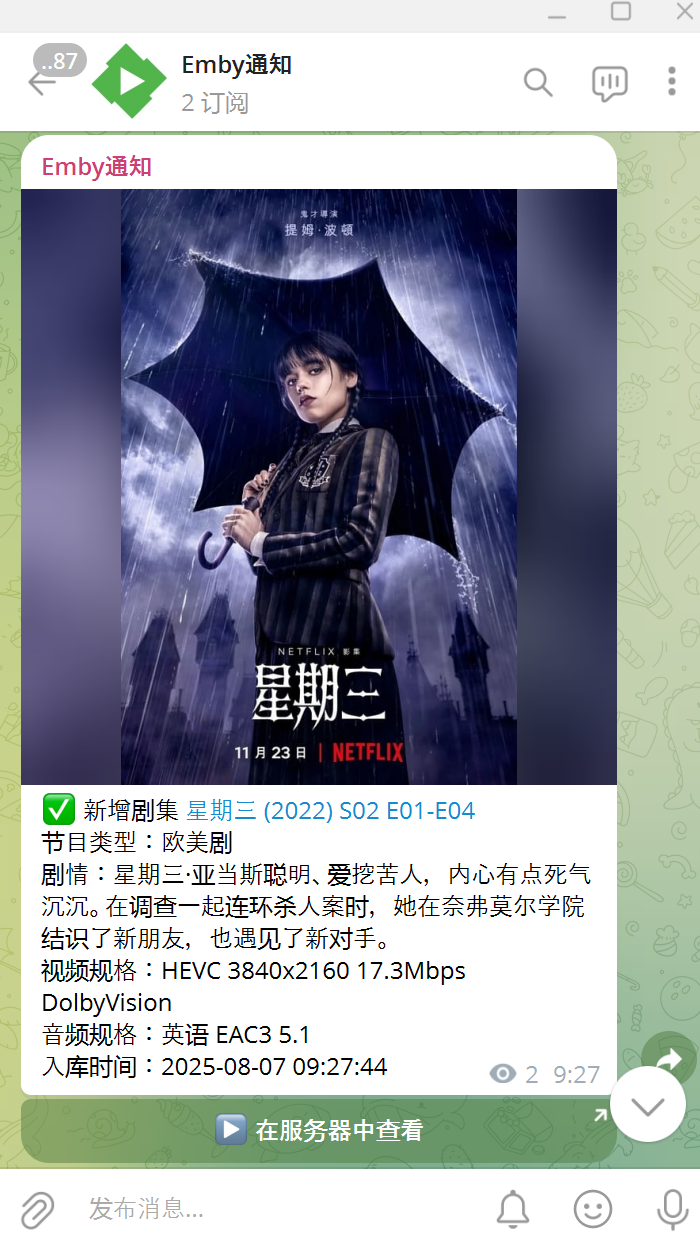 ..87
Emby通知
2 订阅
Emby通知
鬼才導演
提姆·波頓
NETFLIX 影集
星期三
11月23日 | NETFLIX
✅ 新增剧集 星期三 (2022) S02 E01-E04
节目类型：欧美剧
剧情：星期三·亚当斯聪明、爱挖苦人，内心有点死气
沉沉。在调查一起连环杀人案时，她在奈弗莫尔学院
结识了新朋友，也遇见了新对手。
视频规格：HEVC 3840x2160 17.3Mbps
DolbyVision
音频规格：英语 EAC3 5.1
入库时间：2025-08-07 09:27:44
2 9:27
▶️ 在服务器中查看
发布消息...